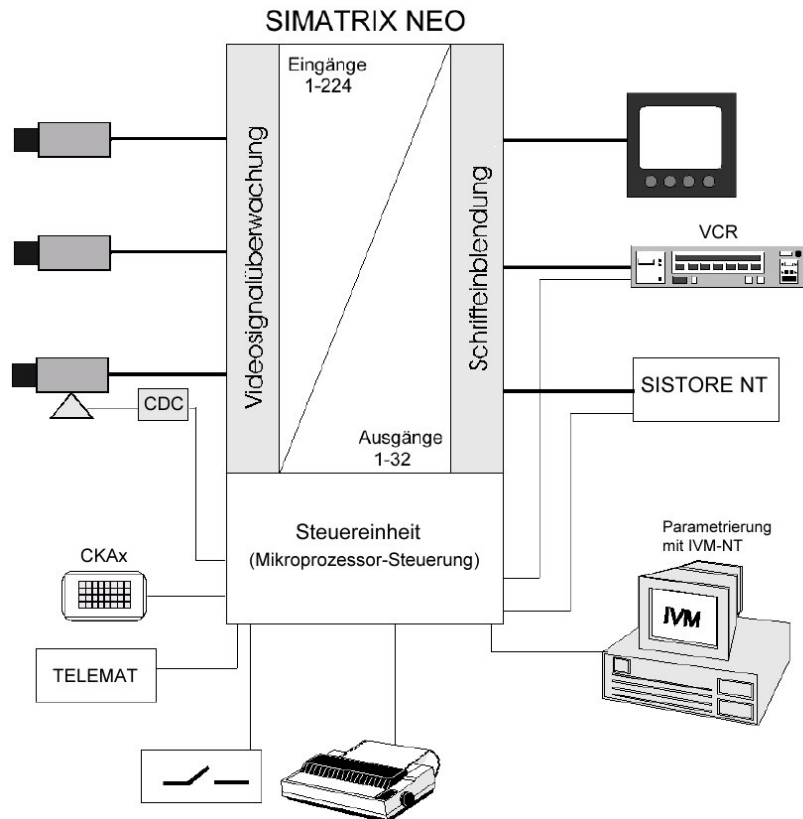 SIMATRIX NEO
Eingänge
1-224
Videosignalüberwachung
Schrifteinblendung
VCR
SISTORE NT
CDC
Ausgänge
1-32
Steuereinheit
(Mikroprozessor-Steuerung)
Parametrierung
mit IVM-NT
IVM
CKAx
TELEMAT